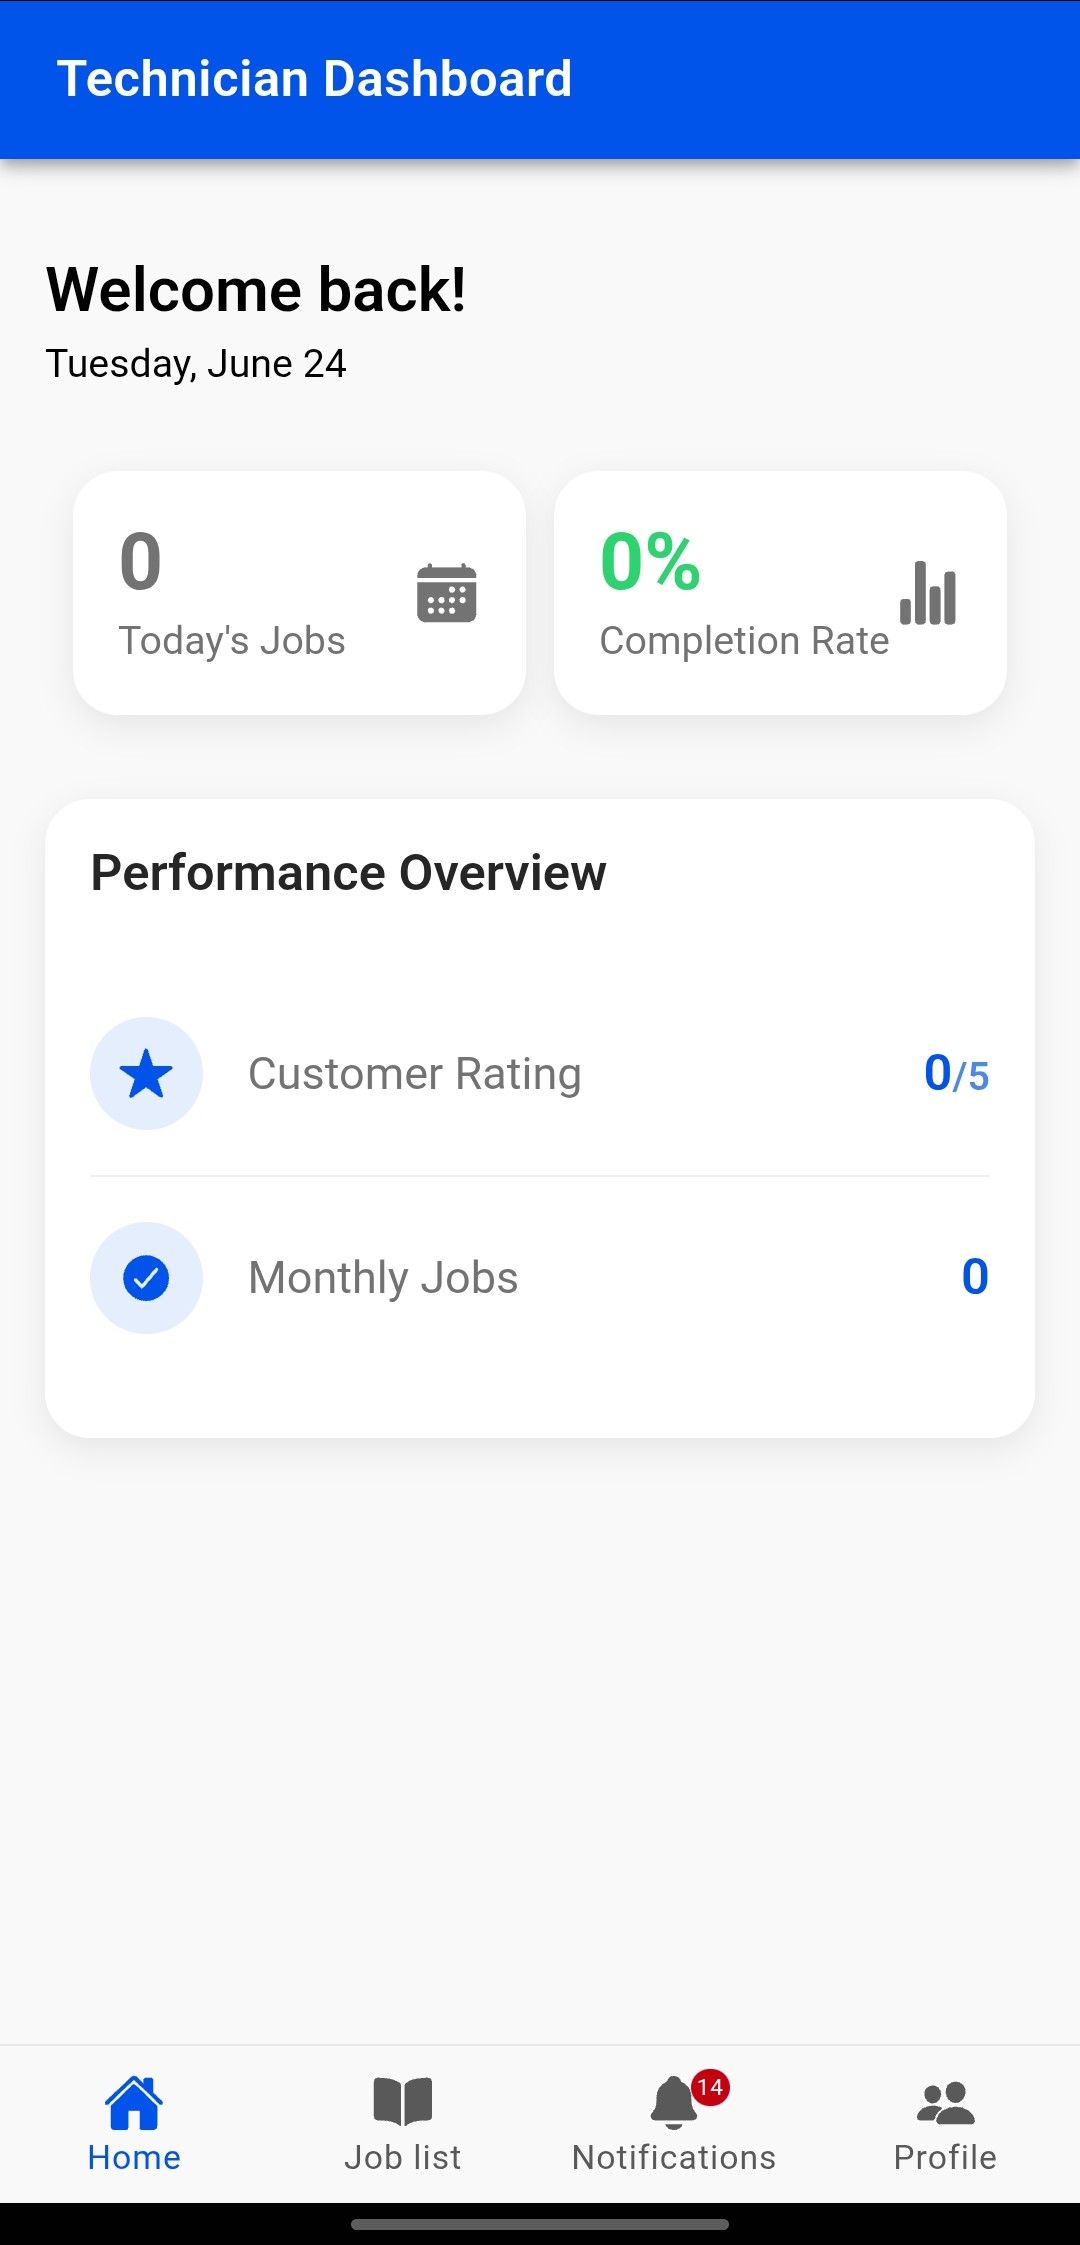 Technician Dashboard
Welcome back!
Tuesday, June 24
0
Today's Jobs
0%
Completion Rate
Performance Overview
Customer Rating 0/5
Monthly Jobs 0
14
Home Job list Notifications Profile